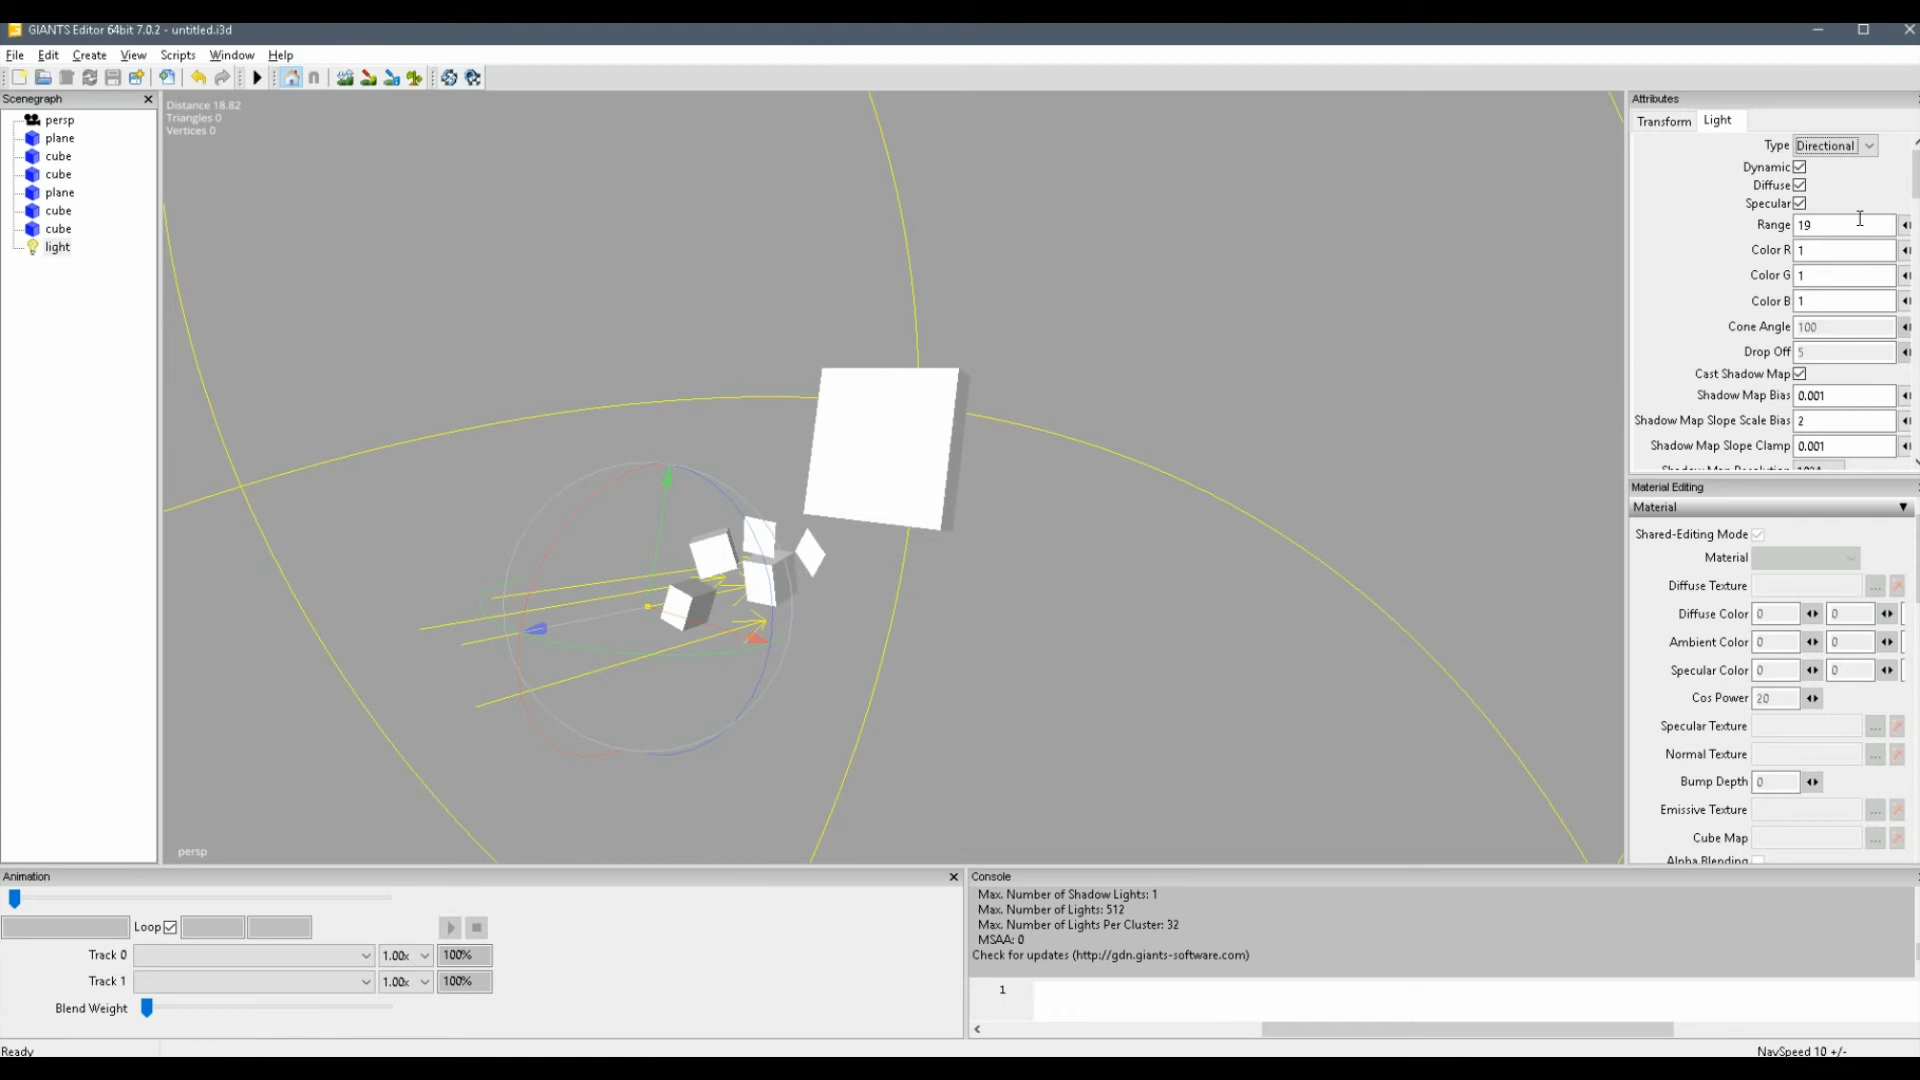 GIANTS Editor 64bit 7.0.2 - untitled.i3d
File Edit Create View Scripts Window Help
Scenegraph
persp
plane
cube
cube
plane
cube
cube
light
Distance 18.82
Triangles 0
Vertices 0
persp
Attributes
Transform Light
Type Directional
Dynamic
Diffuse
Specular
Range 19
Color R 1
Color G 1
Color B 1
Cone Angle 100
Drop Off 5
Cast Shadow Map
Shadow Map Bias 0.001
Shadow Map Slope Scale Bias 2
Shadow Map Slope Clamp 0.001
Shadow Map Resolution 1024
Material Editing
Material
Shared-Editing Mode
Material
Diffuse Texture ...
Diffuse Color 0 0
Ambient Color 0 0
Specular Color 0 0
Cos Power 20
Specular Texture ...
Normal Texture ...
Bump Depth 0
Emissive Texture ...
Cube Map ...
Alpha Blending
Animation
Loop
Track 0 1.00x 100%
Track 1 1.00x 100%
Blend Weight
Console
Max. Number of Shadow Lights: 1
Max. Number of Lights: 512
Max. Number of Lights Per Cluster: 32
MSAA: 0
Check for updates (http://gdn.giants-software.com)
1
Ready
NavSpeed 10 +/-